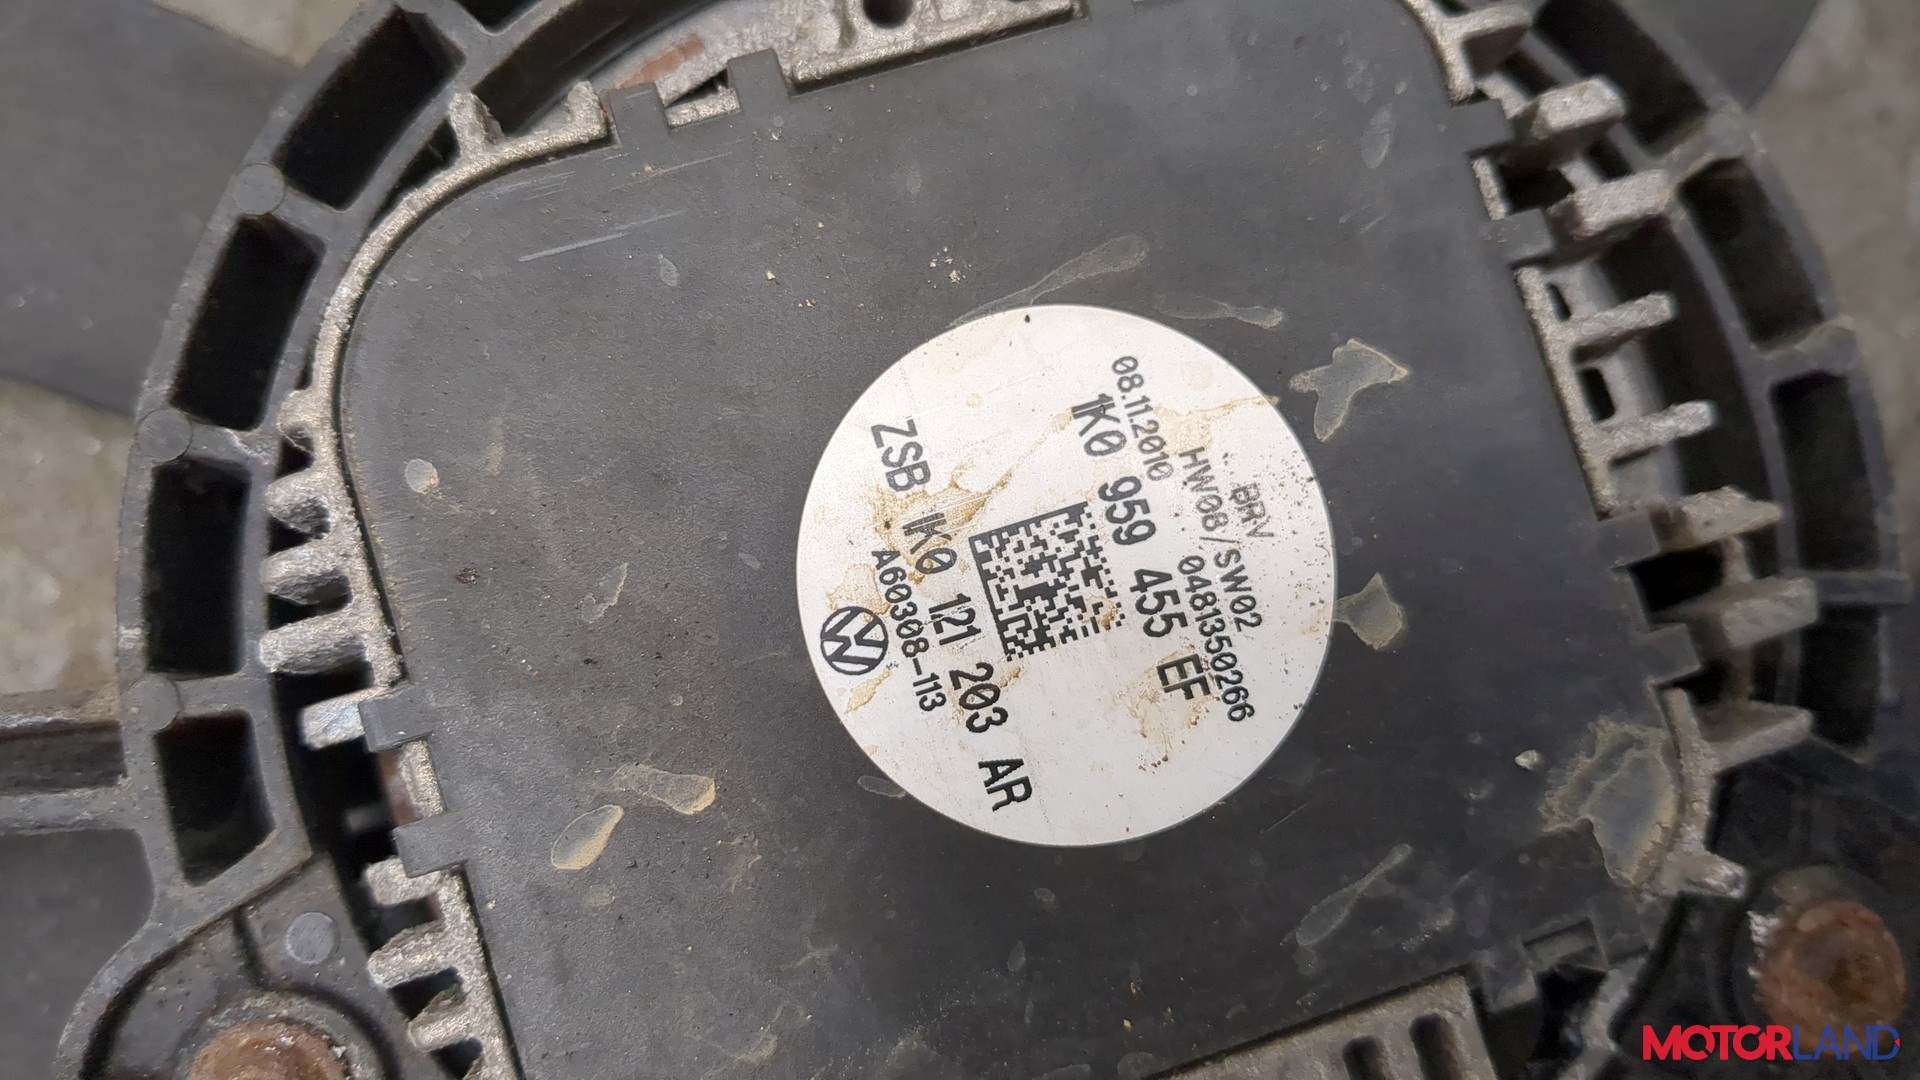 BRV
HW08/SW02
08.11.2010 0481350266
1K0 959 455 EF
ZSB 1K0 121 203 AR
A60308-113
MOTORLAND